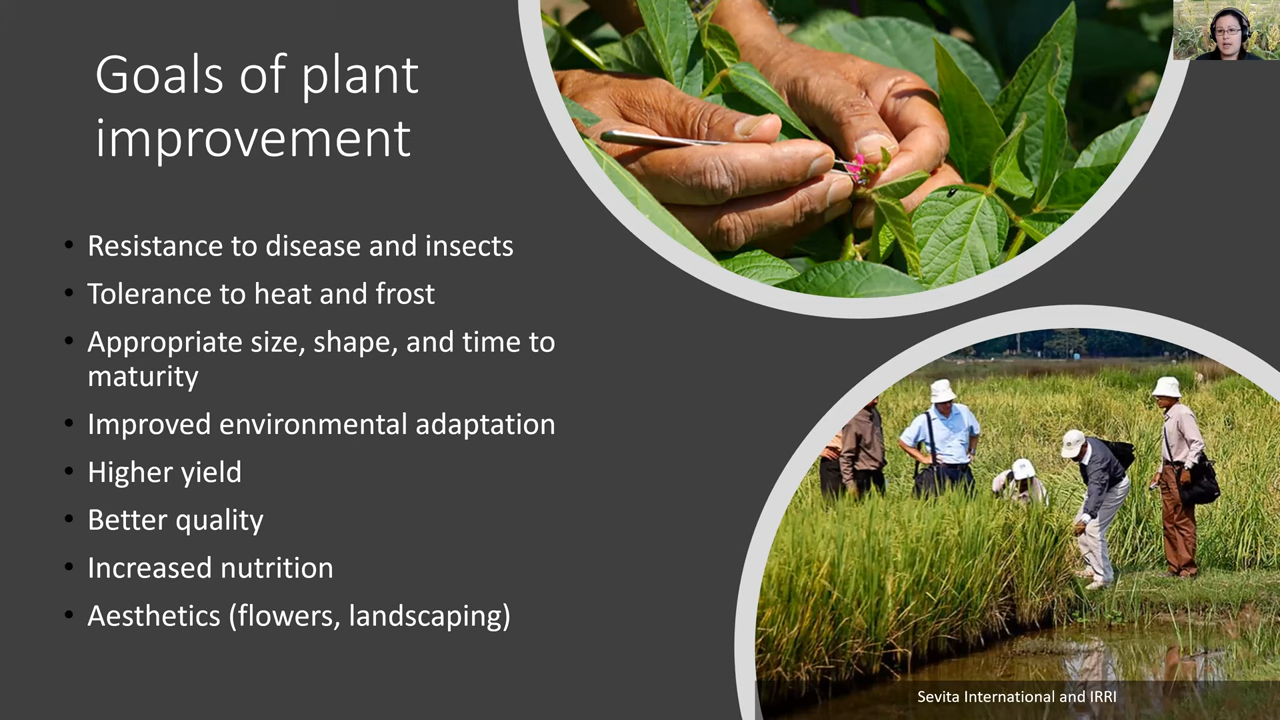 Goals of plant
improvement
• Resistance to disease and insects
• Tolerance to heat and frost
• Appropriate size, shape, and time to
maturity
• Improved environmental adaptation
• Higher yield
• Better quality
• Increased nutrition
• Aesthetics (flowers, landscaping)
Sevita International and IRRI